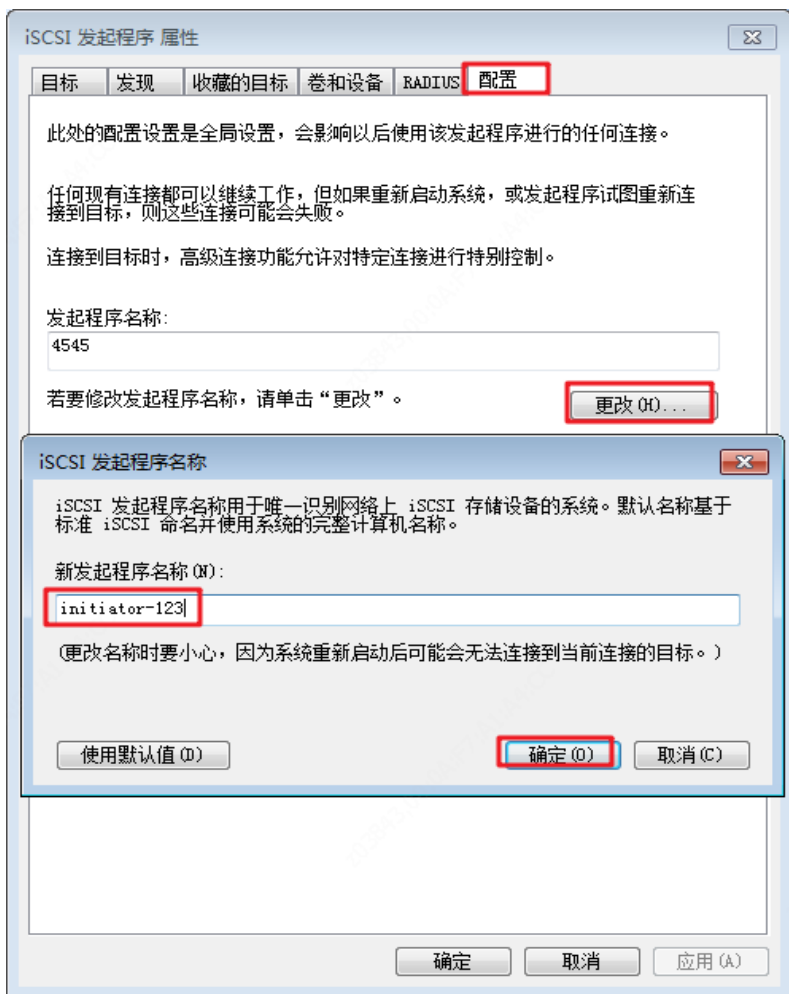 iSCSI 发起程序 属性
目标 发现 收藏的目标 卷和设备 RADIUS 配置
此处的配置设置是全局设置，会影响以后使用该发起程序进行的任何连接。
任何现有连接都可以继续工作，但如果重新启动系统，或发起程序试图重新连
接到目标，则这些连接可能会失败。
连接到目标时，高级连接功能允许对特定连接进行特别控制。
发起程序名称:
4545
若要修改发起程序名称，请单击“更改”。
更改(H)...
iSCSI 发起程序名称
iSCSI 发起程序名称用于唯一识别网络上 iSCSI 存储设备的系统。默认名称基于
标准 iSCSI 命名并使用系统的完整计算机名称。
新发起程序名称(N):
initiator-123
(更改名称时要小心，因为系统重新启动后可能会无法连接到当前连接的目标。)
使用默认值(D) 确定(O) 取消(C)
确定 取消 应用(A)